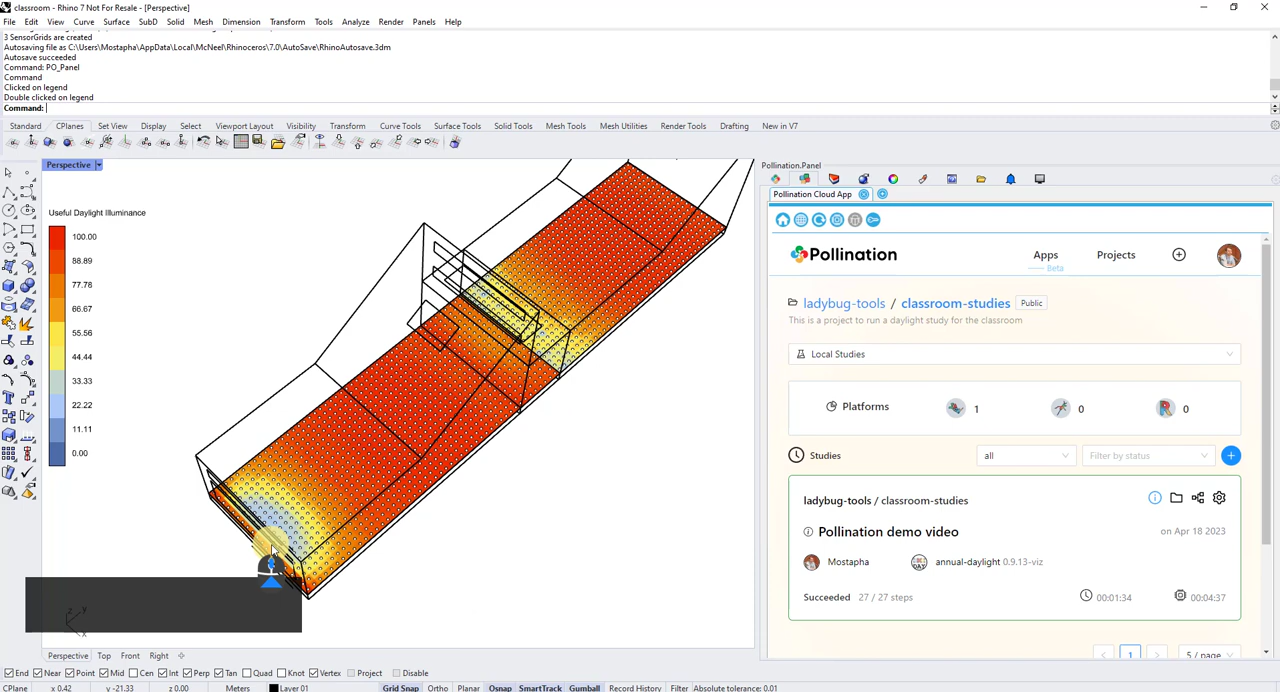 classroom - Rhino 7 Not For Resale - [Perspective]
File Edit View Curve Surface SubD Solid Mesh Dimension Transform Tools Analyze Render Panels Help
3 SensorGrids are created
Autosaving file as C:\Users\Mostapha\AppData\Local\McNeel\Rhinoceros\7.0\AutoSave\RhinoAutosave.3dm
Autosave succeeded
Command: PO_Panel
Command
Clicked on legend
Double clicked on legend
Command:
Standard CPlanes Set View Display Select Viewport Layout Visibility Transform Curve Tools Surface Tools Solid Tools Mesh Tools Mesh Utilities Render Tools Drafting New in V7
Perspective
Useful Daylight Illuminance
100.00
88.89
77.78
66.67
55.56
44.44
33.33
22.22
11.11
0.00
z y
x
Pollination.Panel
Pollination Cloud App
Pollination
Apps
Beta
Projects
ladybug-tools / classroom-studies Public
This is a project to run a daylight study for the classroom
Local Studies
Platforms 1 0 0
Studies all Filter by status
ladybug-tools / classroom-studies
Pollination demo video on Apr 18 2023
Mostapha annual-daylight 0.9.13-viz
Succeeded 27 / 27 steps 00:01:34 00:04:37
< 1 > 5 / page
Perspective Top Front Right
End Near Point Mid Cen Int Perp Tan Quad Knot Vertex Project Disable
CPlane x 0.42 y -21.33 z 0.00 Meters Layer 01 Grid Snap Ortho Planar Osnap SmartTrack Gumball Record History Filter Absolute tolerance: 0.01